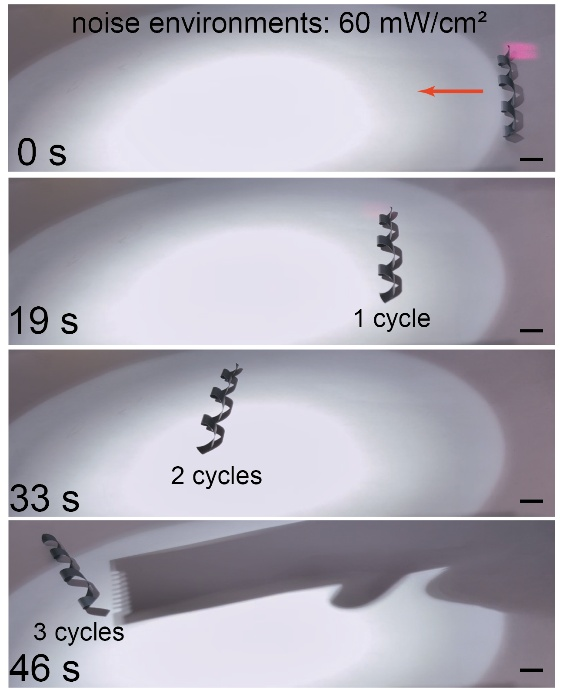 noise environments: 60 mW/cm²
0 s
1 cycle
19 s
2 cycles
33 s
3 cycles
46 s